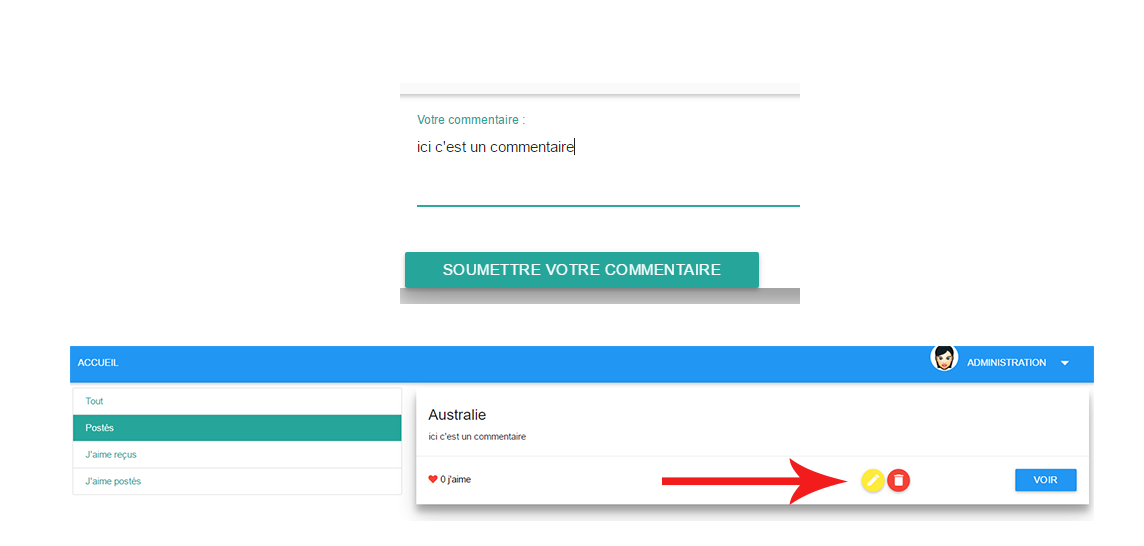 Votre commentaire :
ici c'est un commentaire
SOUMETTRE VOTRE COMMENTAIRE
ACCUEIL
ADMINISTRATION
Tout
Postés
J'aime reçus
J'aime postés
Australie
ici c'est un commentaire
0 j'aime
VOIR